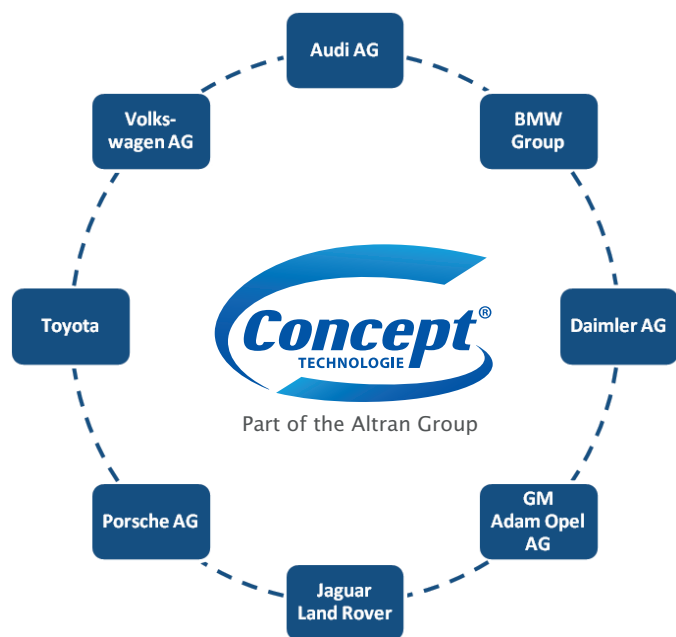 Audi AG
Volks-
wagen AG
BMW
Group
Toyota
Concept®
TECHNOLOGIE
Part of the Altran Group
Daimler AG
Porsche AG
GM
Adam Opel
AG
Jaguar
Land Rover